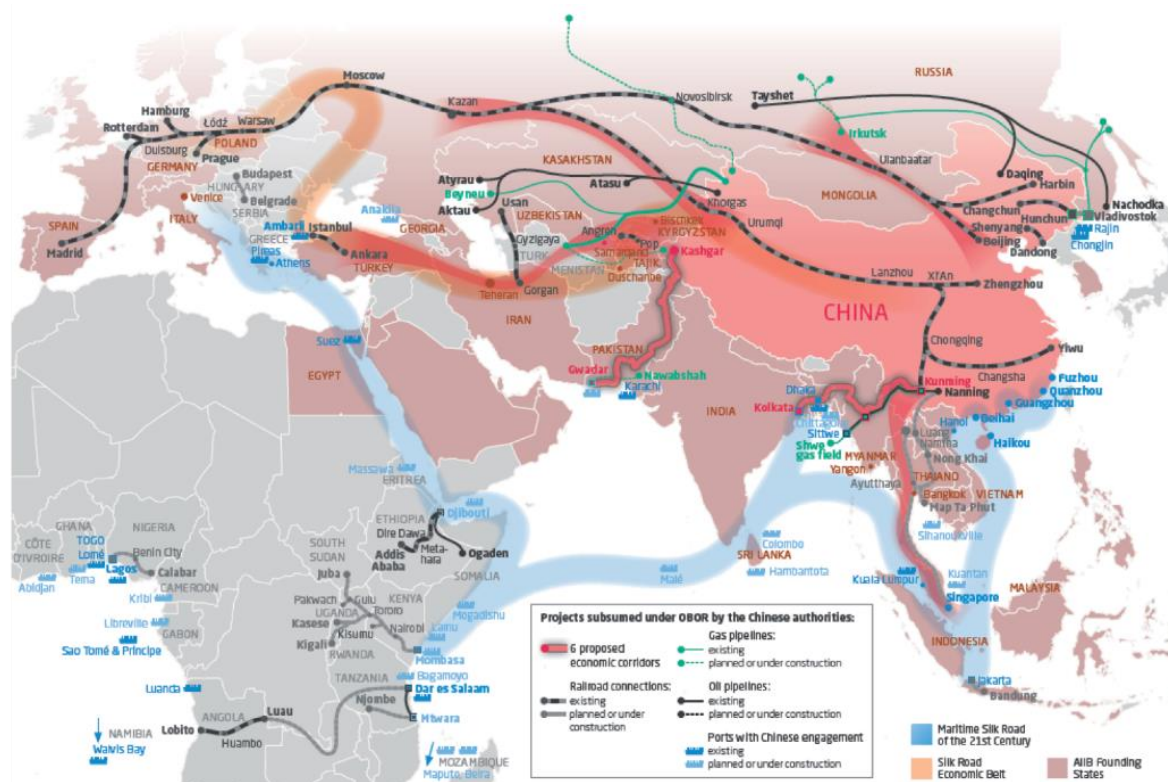 Moscow
RUSSIA
Hamburg
Rotterdam
Łódź
Warsaw
Kazan
Novosibirsk
Tayshet
Duisburg
POLAND
GERMANY
Prague
Irkutsk
KASAKHSTAN
Ulanbaatar
Budapest
HUNGARY
Belgrade
SERBIA
Venice
ITALY
Atyrau
Beyneu
Aktau
Atasu
MONGOLIA
Daqing
Harbin
SPAIN
Madrid
Usan
UZBEKISTAN
Khorgas
Urumqi
Changchun
Hunchun
Shenyang
Nachodka
Vladivostok
Rajin
Chongjin
Dandong
Beijing
Anaklia
GEORGIA
Ambarli
Istanbul
GREECE
Athens
Ankara
TURKEY
Bischkek
KYRGYZSTAN
Angren
Pop
Samarkand
TAJIK.
Duschanbe
TURK
MENISTAN
Gyzigaya
Kashgar
Lanzhou
XI'An
Zhengzhou
Teheran
Gorgan
IRAN
CHINA
Suez
EGYPT
PAKISTAN
Gwadar
Nawabshah
Karachi
Chongqing
Yiwu
Changsha
Kunming
Nanning
Fuzhou
Quanzhou
Guangzhou
INDIA
Dhaka
Kolkata
Chittagong
Sittwe
Shwe
gas field
Hanoi
Beihai
Haikou
MYANMAR
Yangon
Luang
Namtha
Nong Khai
THAILAND
Ayutthaya
Bangkok
VIETNAM
Map Ta Phut
Sihanoukville
Massawa
ERITREA
Djibouti
ETHIOPIA
Dire Dawa
Addis
Ababa
Meta-
hara
Ogaden
SOMALIA
GHANA
NIGERIA
CÔTE
D'IVROIRE
TOGO
Lomé
Benin City
Lagos
Abidjan
Tema
Calabar
CAMEROON
Kribi
Libreville
GABON
Sao Tomé & Principe
SOUTH
SUDAN
Juba
Pakwach
Gulu
KENYA
UGANDA
Tororo
Kasese
Kisumu
Nairobi
Lamu
Mogadisnu
Kigali
RWANDA
Mombasa
TANZANIA
Bagamoyo
Dar es Salaam
Njombe
Mtwara
Luanda
ANGOLA
Luau
Lobito
Huambo
NAMIBIA
Walvis Bay
MOZAMBIQUE
Maputo
Beira
Colombo
SRI LANKA
Hambantota
Malé
Kuala Lumpur
Kuantan
MALAYSIA
Singapore
INDONESIA
Jakarta
Bandung
Projects subsumed under OBOR by the Chinese authorities:
6 proposed
economic corridors
Railroad connections:
existing
planned or under
construction
Gas pipelines:
existing
planned or under construction
Oil pipelines:
existing
planned or under construction
Ports with Chinese engagement
existing
planned or under construction
Maritime Silk Road
of the 21st Century
Silk Road
Economic Belt
AIIB Founding
States